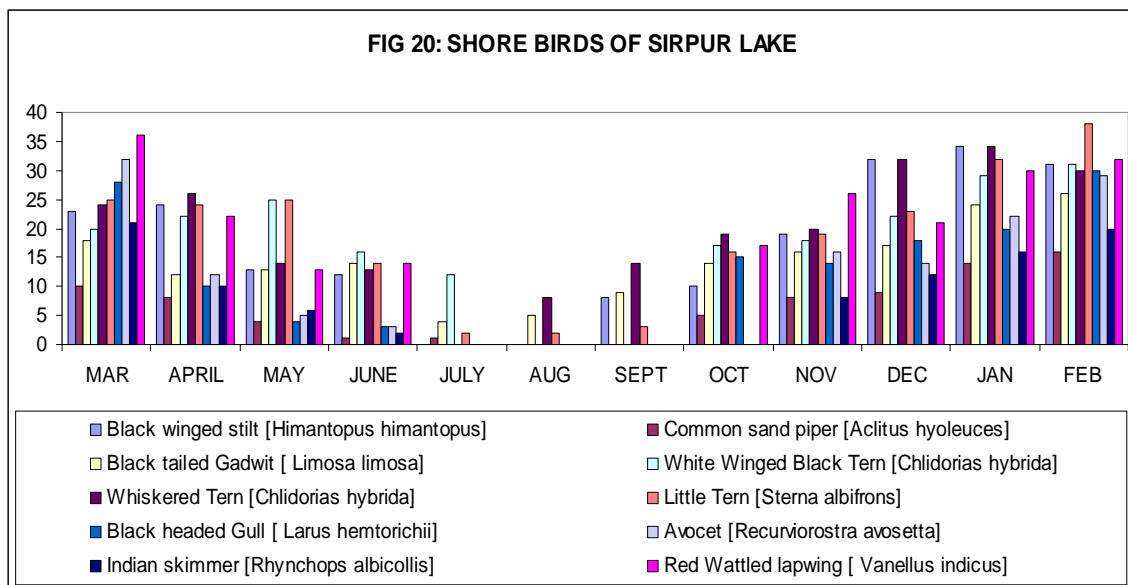 FIG 20: SHORE BIRDS OF SIRPUR LAKE
40
35
30
25
20
15
10
5
0
MAR APRIL MAY JUNE JULY AUG SEPT OCT NOV DEC JAN FEB
Black winged stilt [Himantopus himantopus] Common sand piper [Aclitus hyoleuces]
Black tailed Gadwit [ Limosa limosa] White Winged Black Tern [Chlidorias hybrida]
Whiskered Tern [Chlidorias hybrida] Little Tern [Sterna albifrons]
Black headed Gull [ Larus hemtorichii] Avocet [Recurviorostra avosetta]
Indian skimmer [Rhynchops albicollis] Red Wattled lapwing [ Vanellus indicus]